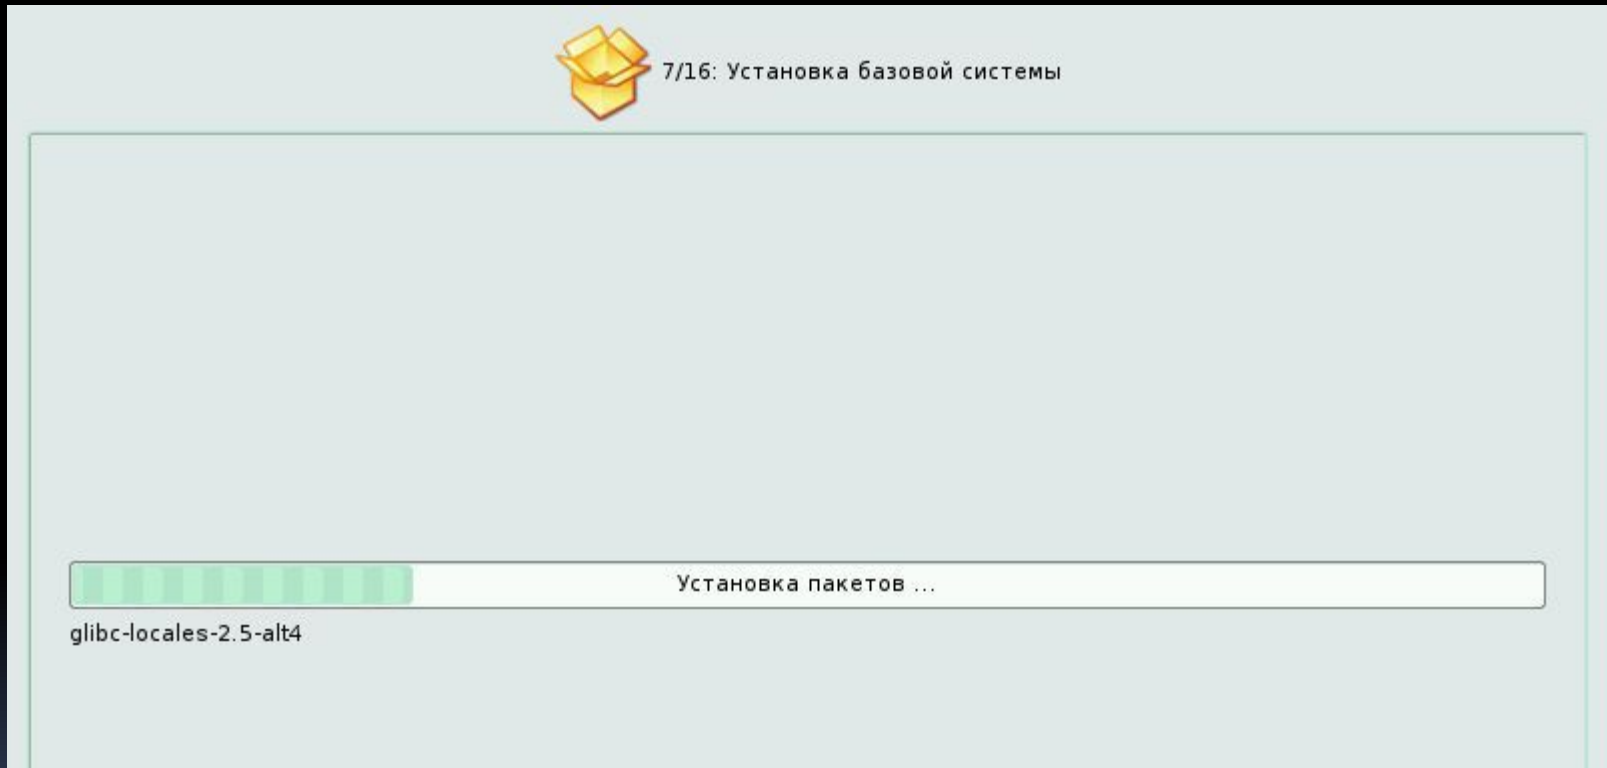 7/16: Установка базовой системы
Установка пакетов ...
glibc-locales-2.5-alt4